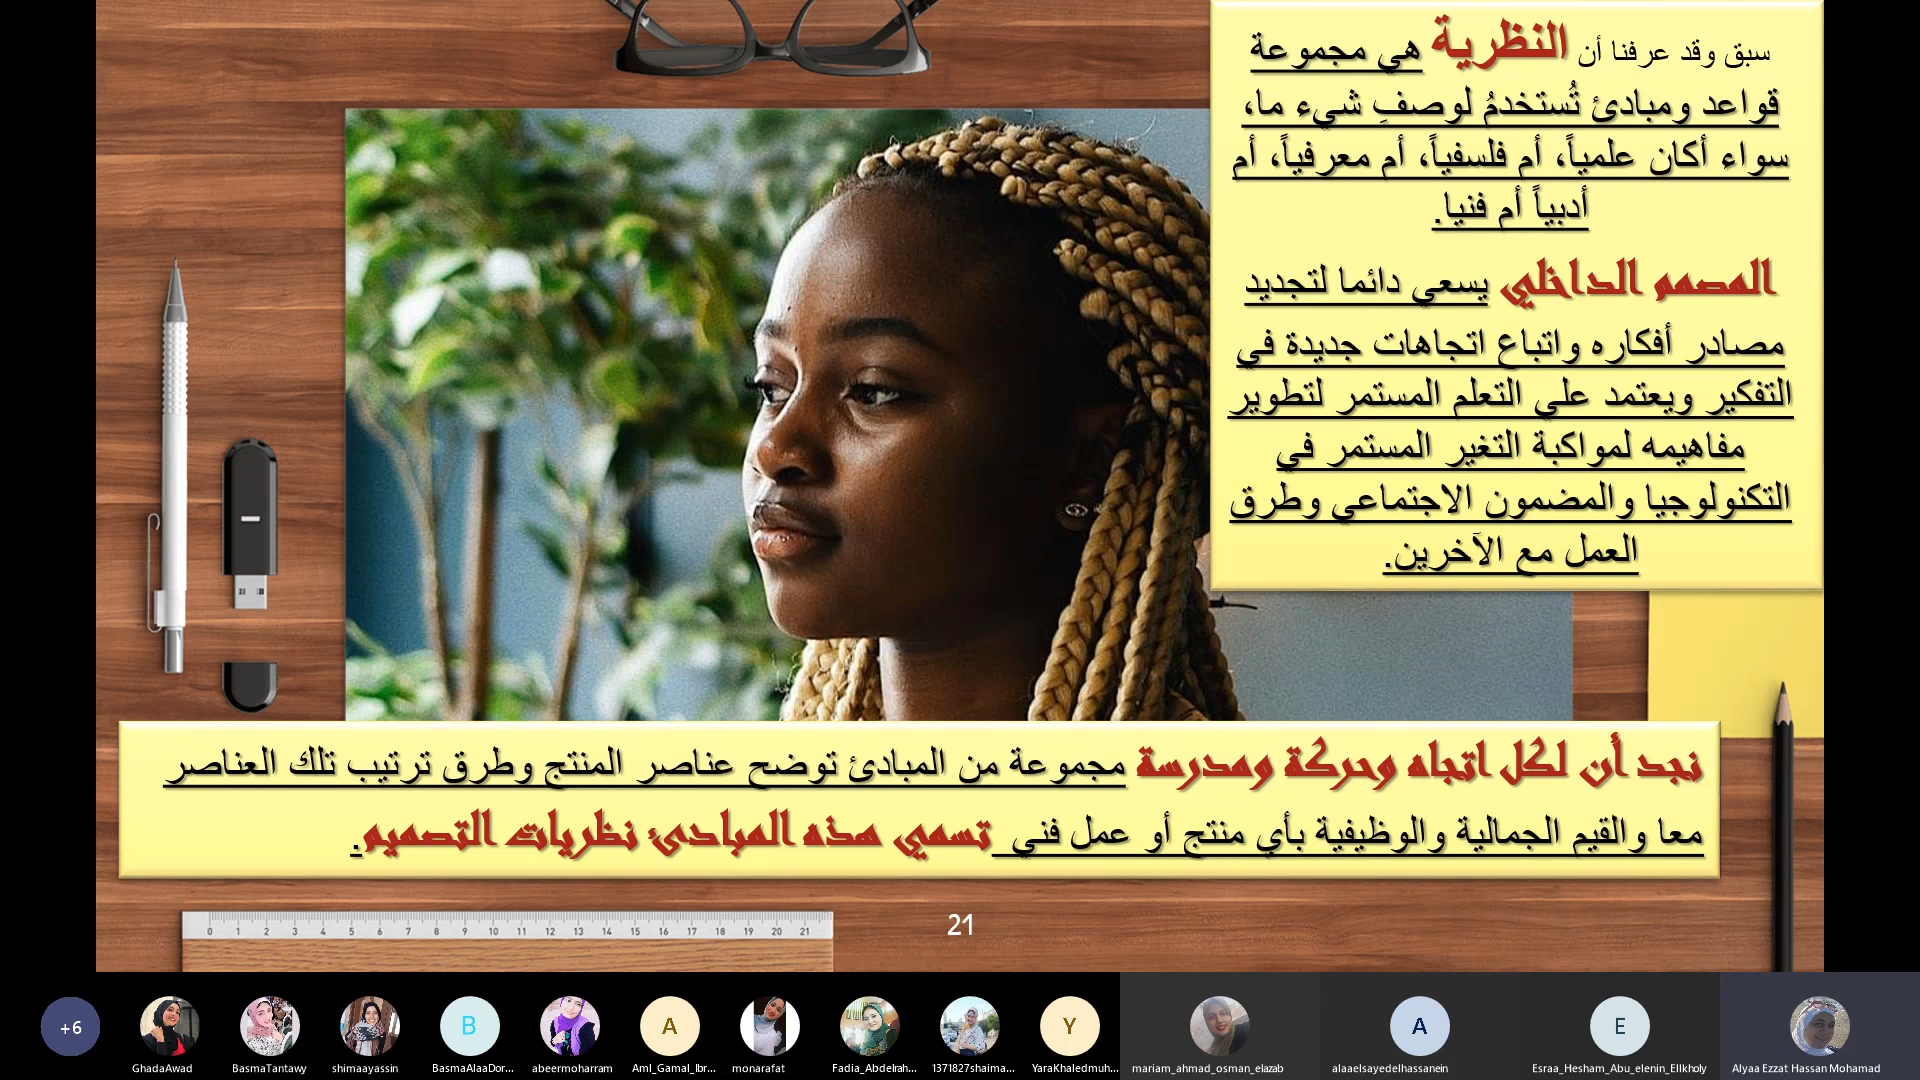 سبق وقد عرفنا أن النظرية هي مجموعة
قواعد ومبادئ تُستخدمُ لوصفِ شيء ما،
سواء أكان علمياً، أم فلسفياً، أم معرفياً، أم
أدبياً أم فنيا.
المصمم الداخلي يسعي دائما لتجديد
مصادر أفكاره واتباع اتجاهات جديدة في
التفكير ويعتمد علي التعلم المستمر لتطوير
مفاهيمه لمواكبة التغير المستمر في
التكنولوجيا والمضمون الاجتماعي وطرق
العمل مع الآخرين.
نجد أن لكل اتجاه وحركة ومدرسة مجموعة من المبادئ توضح عناصر المنتج وطرق ترتيب تلك العناصر
معا والقيم الجمالية والوظيفية بأي منتج أو عمل فني تسمي هذه المبادئ نظريات التصميم.
0 1 2 3 4 5 6 7 8 9 10 11 12 13 14 15 16 17 18 19 20 21
21
+6
B
A
Y
A
E
GhadaAwad
BasmaTantawy
shimaayassin
BasmaAlaaDor...
abeermoharram
Aml_Gamal_Ibr...
monarafat
Fadia_Abdelrah...
1371827shaima...
YaraKhaledmuh...
mariam_ahmad_osman_elazab
alaaelsayedelhassanein
Esraa_Hesham_Abu_elenin_Ellkholy
Alyaa Ezzat Hassan Mohamad